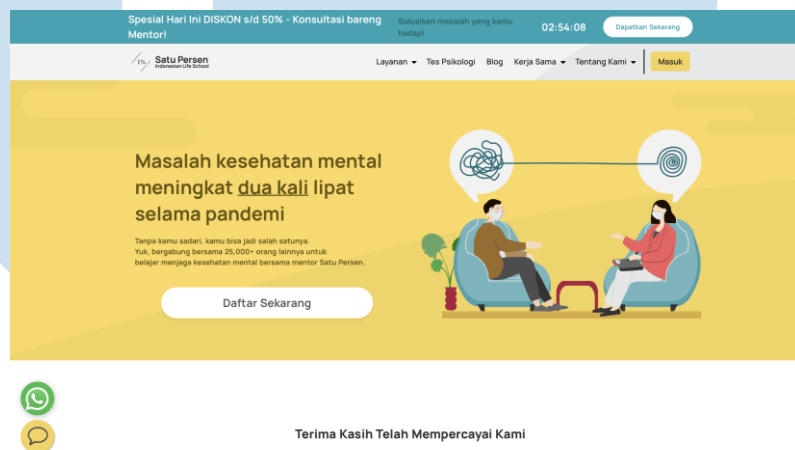 Spesial Hari Ini DISKON s/d 50% - Konsultasi bareng
Mentor!
Solusikan masalah yang kamu
hadapi
02:54:08
Dapatkan Sekarang
1%
Satu Persen
Indonesian Life School
Layanan
Tes Psikologi
Blog
Kerja Sama
Tentang Kami
Masuk
Masalah kesehatan mental
meningkat dua kali lipat
selama pandemi
Tanpa kamu sadari, kamu bisa jadi salah satunya.
Yuk, bergabung bersama 25,000+ orang lainnya untuk
belajar menjaga kesehatan mental bersama mentor Satu Persen.
Daftar Sekarang
Terima Kasih Telah Mempercayai Kami